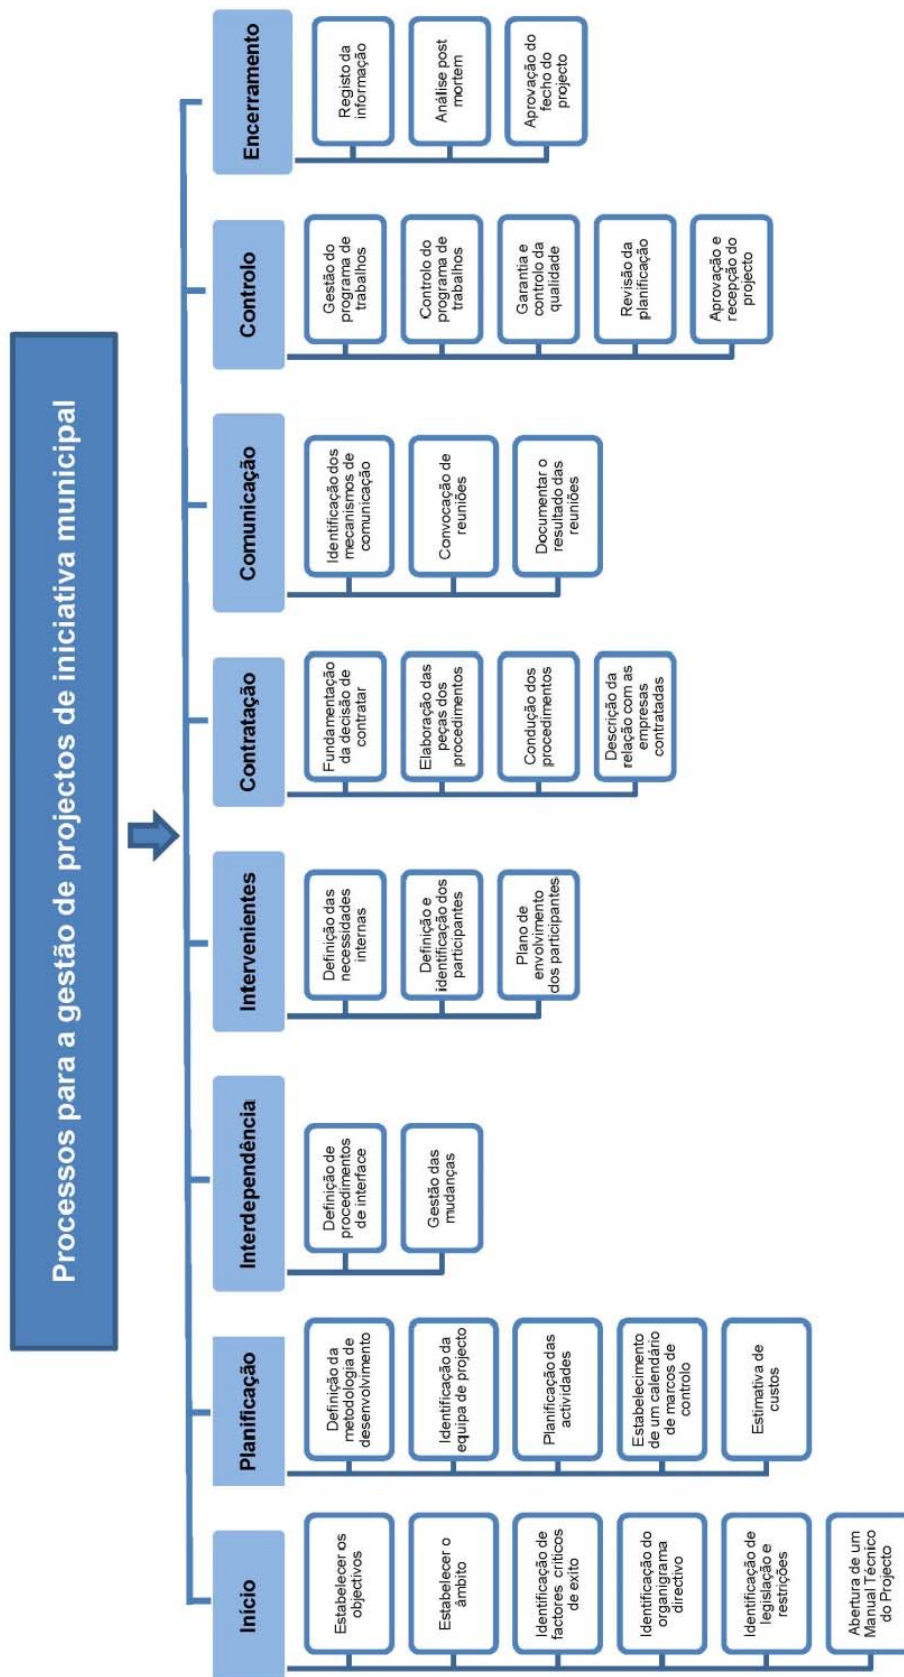 Processos para a gestão de projectos de iniciativa municipal
Início
Estabelecer os
objectivos
Estabelecer o
âmbito
Identificação de
factores criticos
de exito
Identificação do
organigrama
directivo
Identificação de
legislação e
restrições
Abertura de um
Manual Técnico
do Projecto
Planificação
Definição da
metodologia de
desenvolvimento
Identificação da
equipa de projecto
Planificação das
actividades
Estabelecimento
de um calendário
de marcos de
controlo
Estimativa de
custos
Interdependência
Definição de
procedimentos
de interface
Gestão das
mudanças
Intervenientes
Definição das
necessidades
internas
Definição e
identificação dos
participantes
Plano de
envolvimento
dos participantes
Contratação
Fundamentação
da decisão de
contratar
Elaboração das
peças dos
procedimentos
Condução dos
procedimentos
Descrição da
relação com as
empresas
contratadas
Comunicação
Identificação dos
mecanismos de
comunicação
Convocação de
reuniões
Documentar o
resultado das
reuniões
Controlo
Gestão do
programa de
trabalhos
Controlo do
programa de
trabalhos
Garantia e
controlo da
qualidade
Revisão da
planificação
Aprovação e
recepção do
projecto
Encerramento
Registo da
informação
Análise post
mortem
Aprovação do
fecho do
projecto